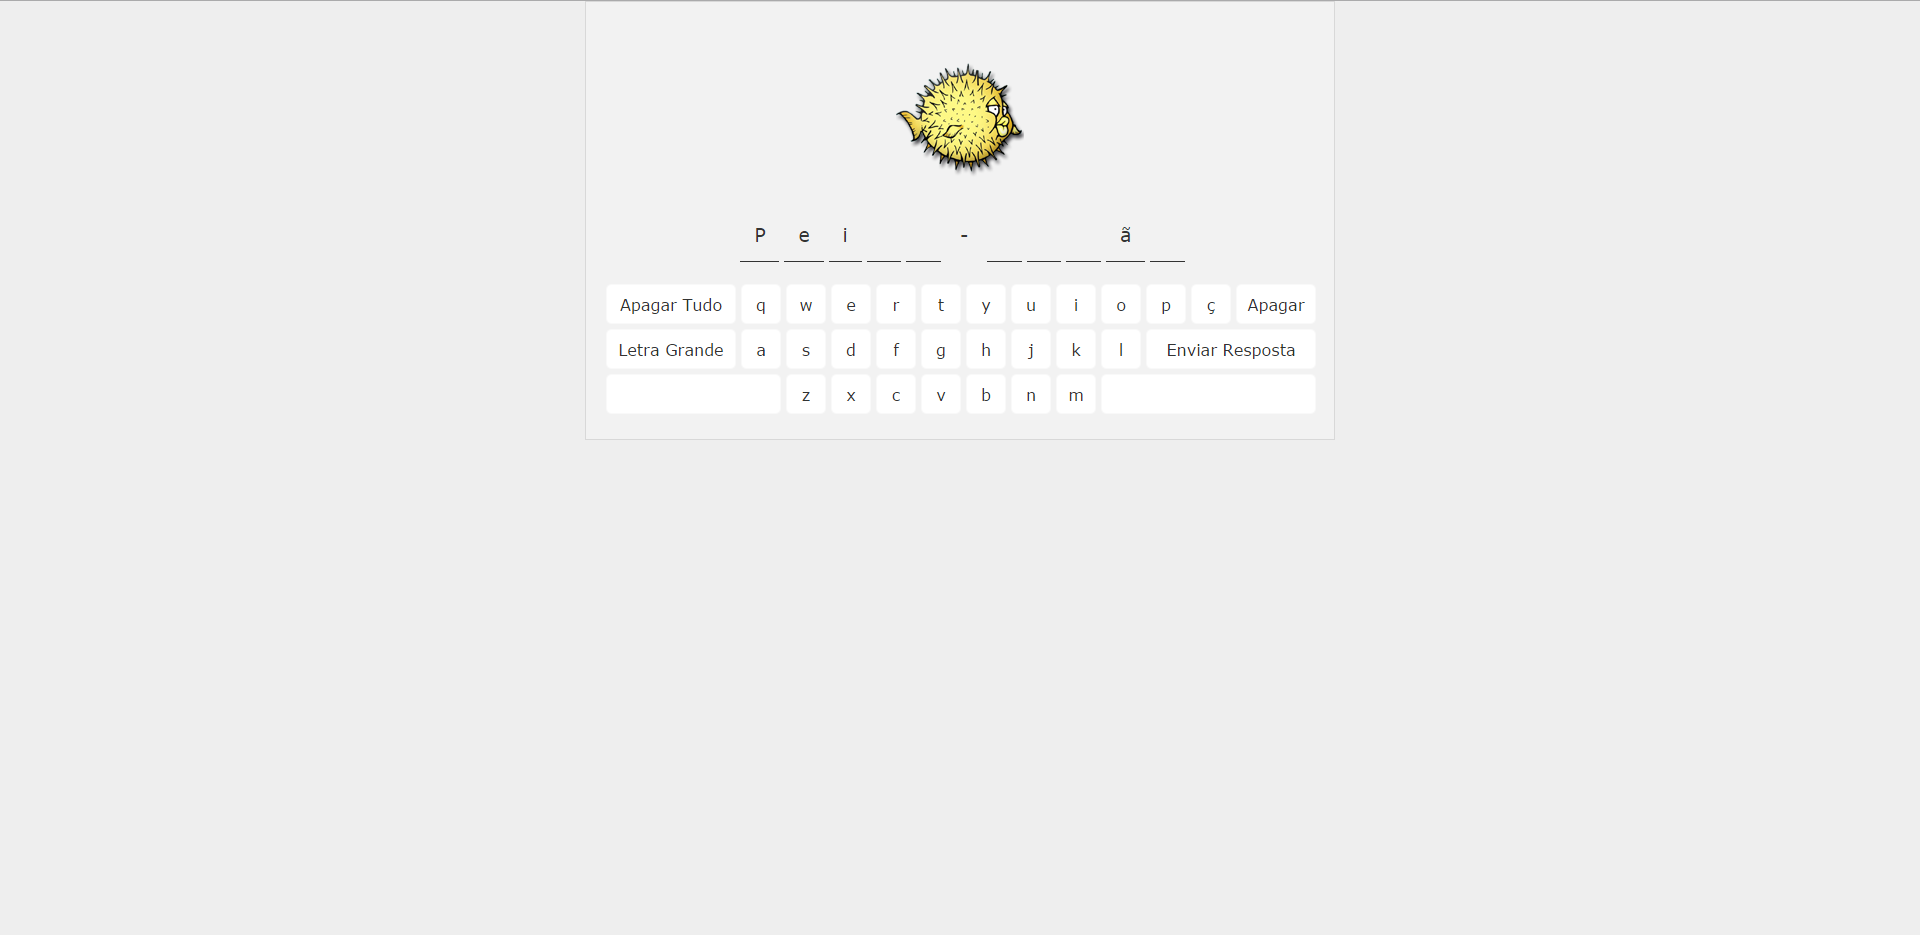 P e i _ _ - _ _ _ ã _
Apagar Tudo q w e r t y u i o p ç Apagar
Letra Grande a s d f g h j k l Enviar Resposta
z x c v b n m